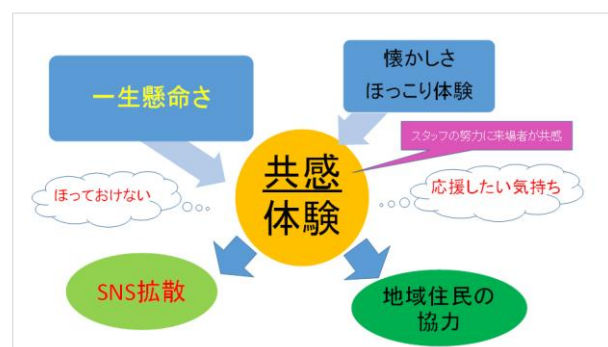 一生懸命さ
懐かしさ
ほっこり体験
スタッフの努力に来場者が共感
共感
体験
ほっておけない
応援したい気持ち
SNS拡散
地域住民の
協力